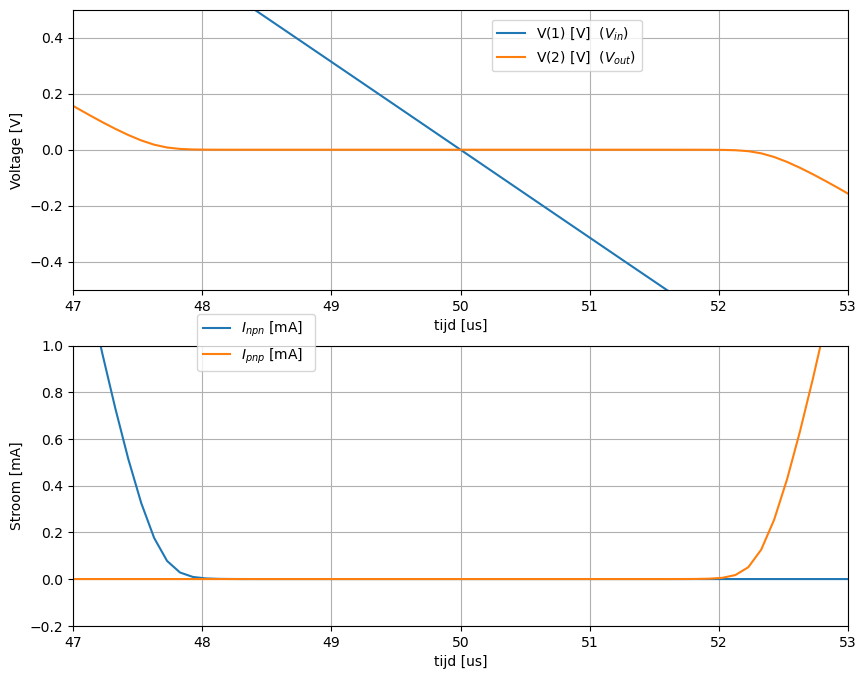 0.4
0.2
0.0
−0.2
−0.4
Voltage [V]
V(1) [V]  (V_in)
V(2) [V]  (V_out)
47 48 49 50 51 52 53
tijd [us]
I_npn [mA]
I_pnp [mA]
1.0
0.8
0.6
0.4
0.2
0.0
−0.2
Stroom [mA]
47 48 49 50 51 52 53
tijd [us]